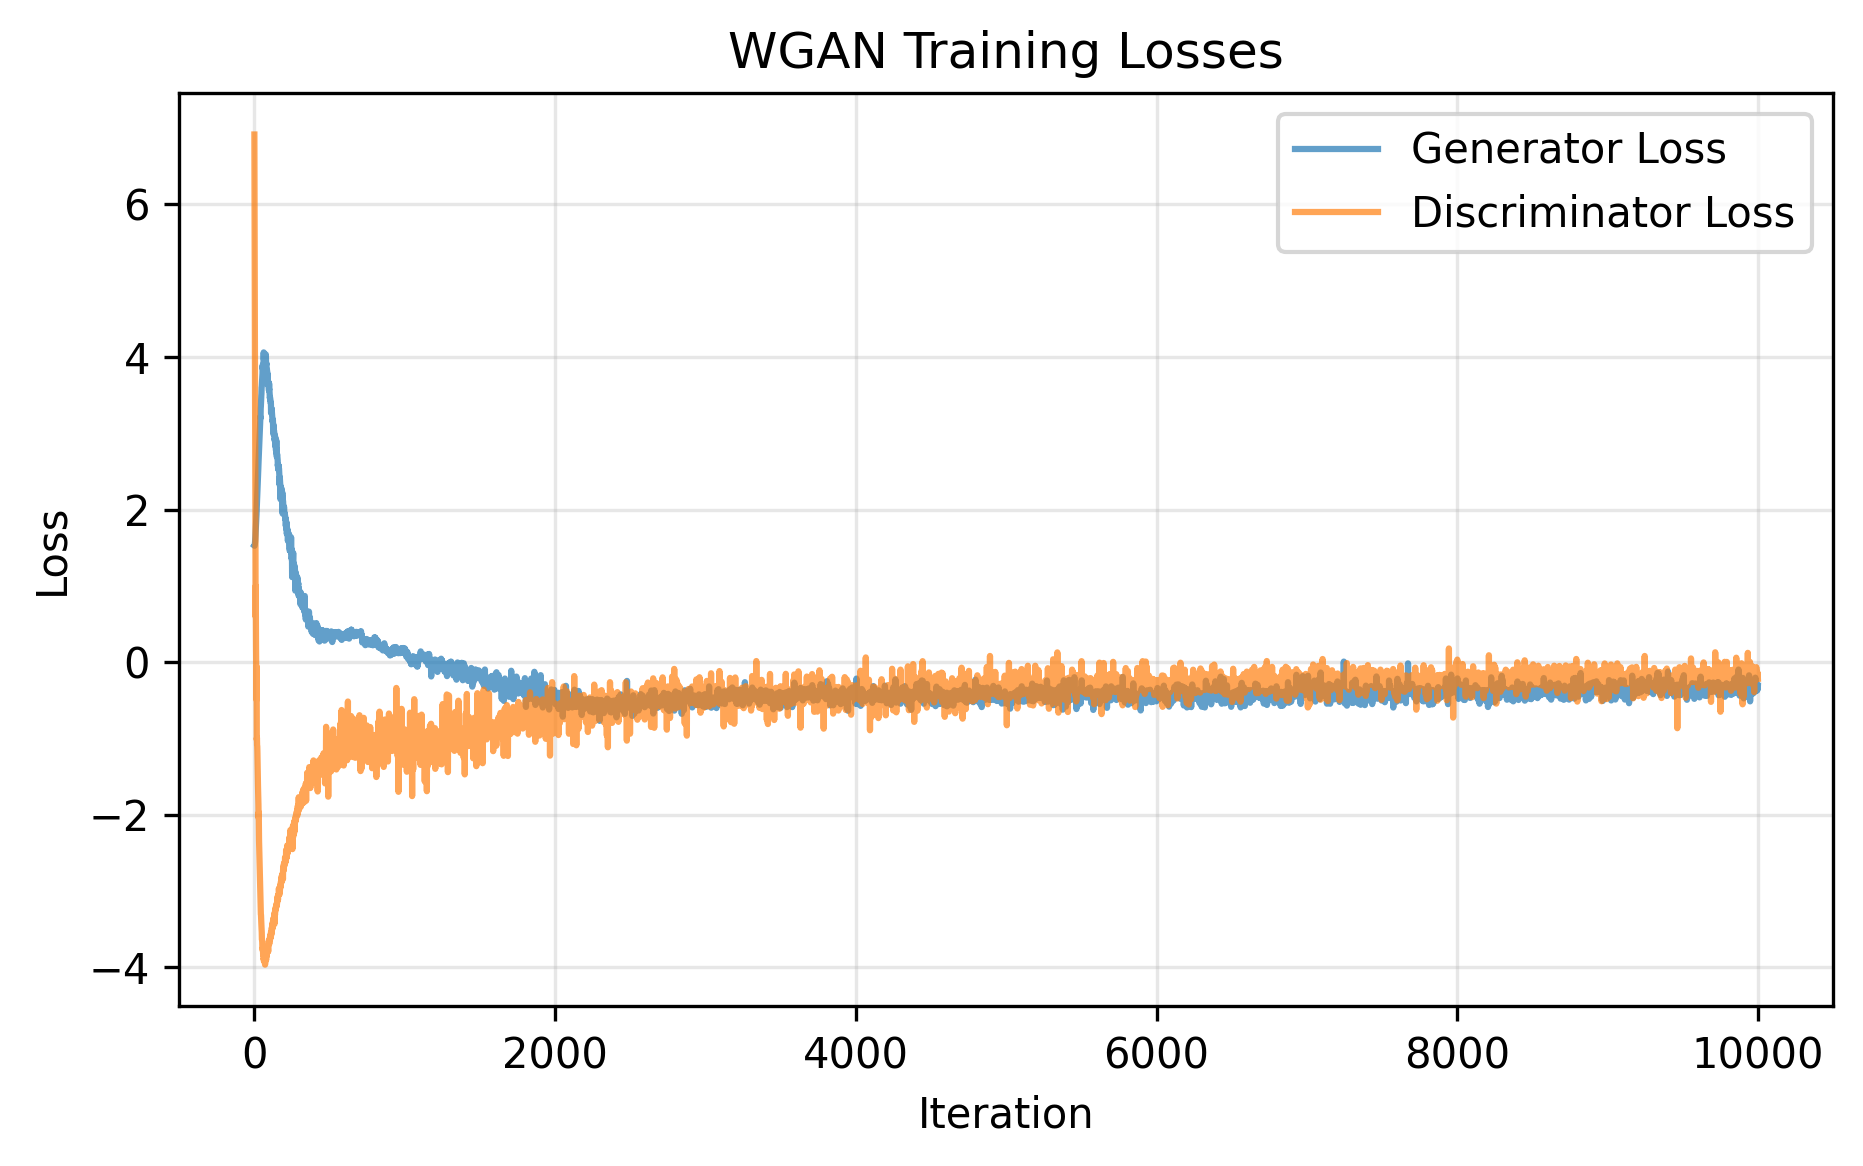 WGAN Training Losses
Generator Loss
Discriminator Loss
6
4
2
0
−2
−4
Loss
0 2000 4000 6000 8000 10000
Iteration